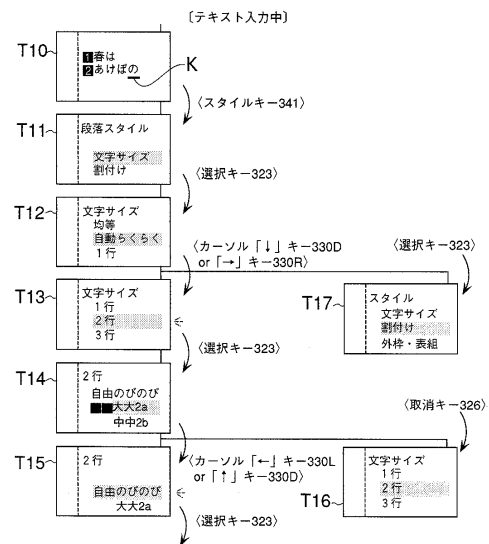 〔テキスト入力中〕
T10
1春は
2あけぼの
K
〈スタイルキー341〉
T11
段落スタイル
文字サイズ
割付け
〈選択キー323〉
T12
文字サイズ
均等
自動らくらく
1行
〈カーソル「↓」キー330D
or「→」キー330R〉
〈選択キー323〉
T13
文字サイズ
1行
2行
3行
〈選択キー323〉
T17
スタイル
文字サイズ
割付け
外枠・表組
T14
2行
自由のびのび
■■大大2a
中中2b
〈カーソル「←」キー330L
or「↑」キー330D〉
〈取消キー326〉
T15
2行
自由のびのび
大大2a
T16
文字サイズ
1行
2行
3行
〈選択キー323〉